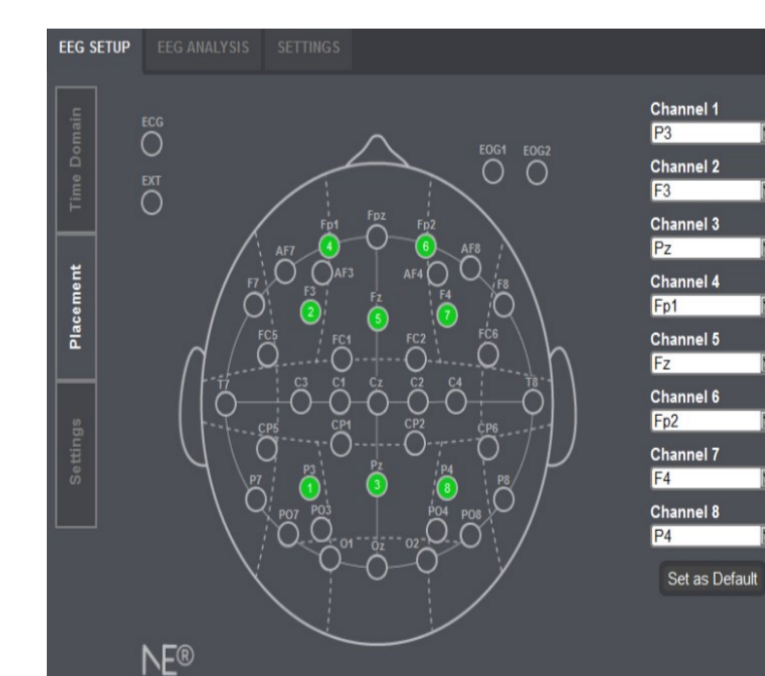 EEG SETUP
EEG ANALYSIS
SETTINGS
Time Domain
Placement
Settings
ECG
EXT
EOG1
EOG2
Fp1
Fpz
Fp2
4
6
AF7
AF3
AF4
AF8
F7
F3
Fz
F4
F8
2
5
7
FC5
FC1
FC2
FC6
T7
C3
C1
Cz
C2
C4
T8
CP5
CP1
CP2
CP6
P7
P3
Pz
P4
P8
1
3
8
PO7
PO3
PO4
PO8
O1
Oz
O2
Channel 1
P3
Channel 2
F3
Channel 3
Pz
Channel 4
Fp1
Channel 5
Fz
Channel 6
Fp2
Channel 7
F4
Channel 8
P4
Set as Default
NE®